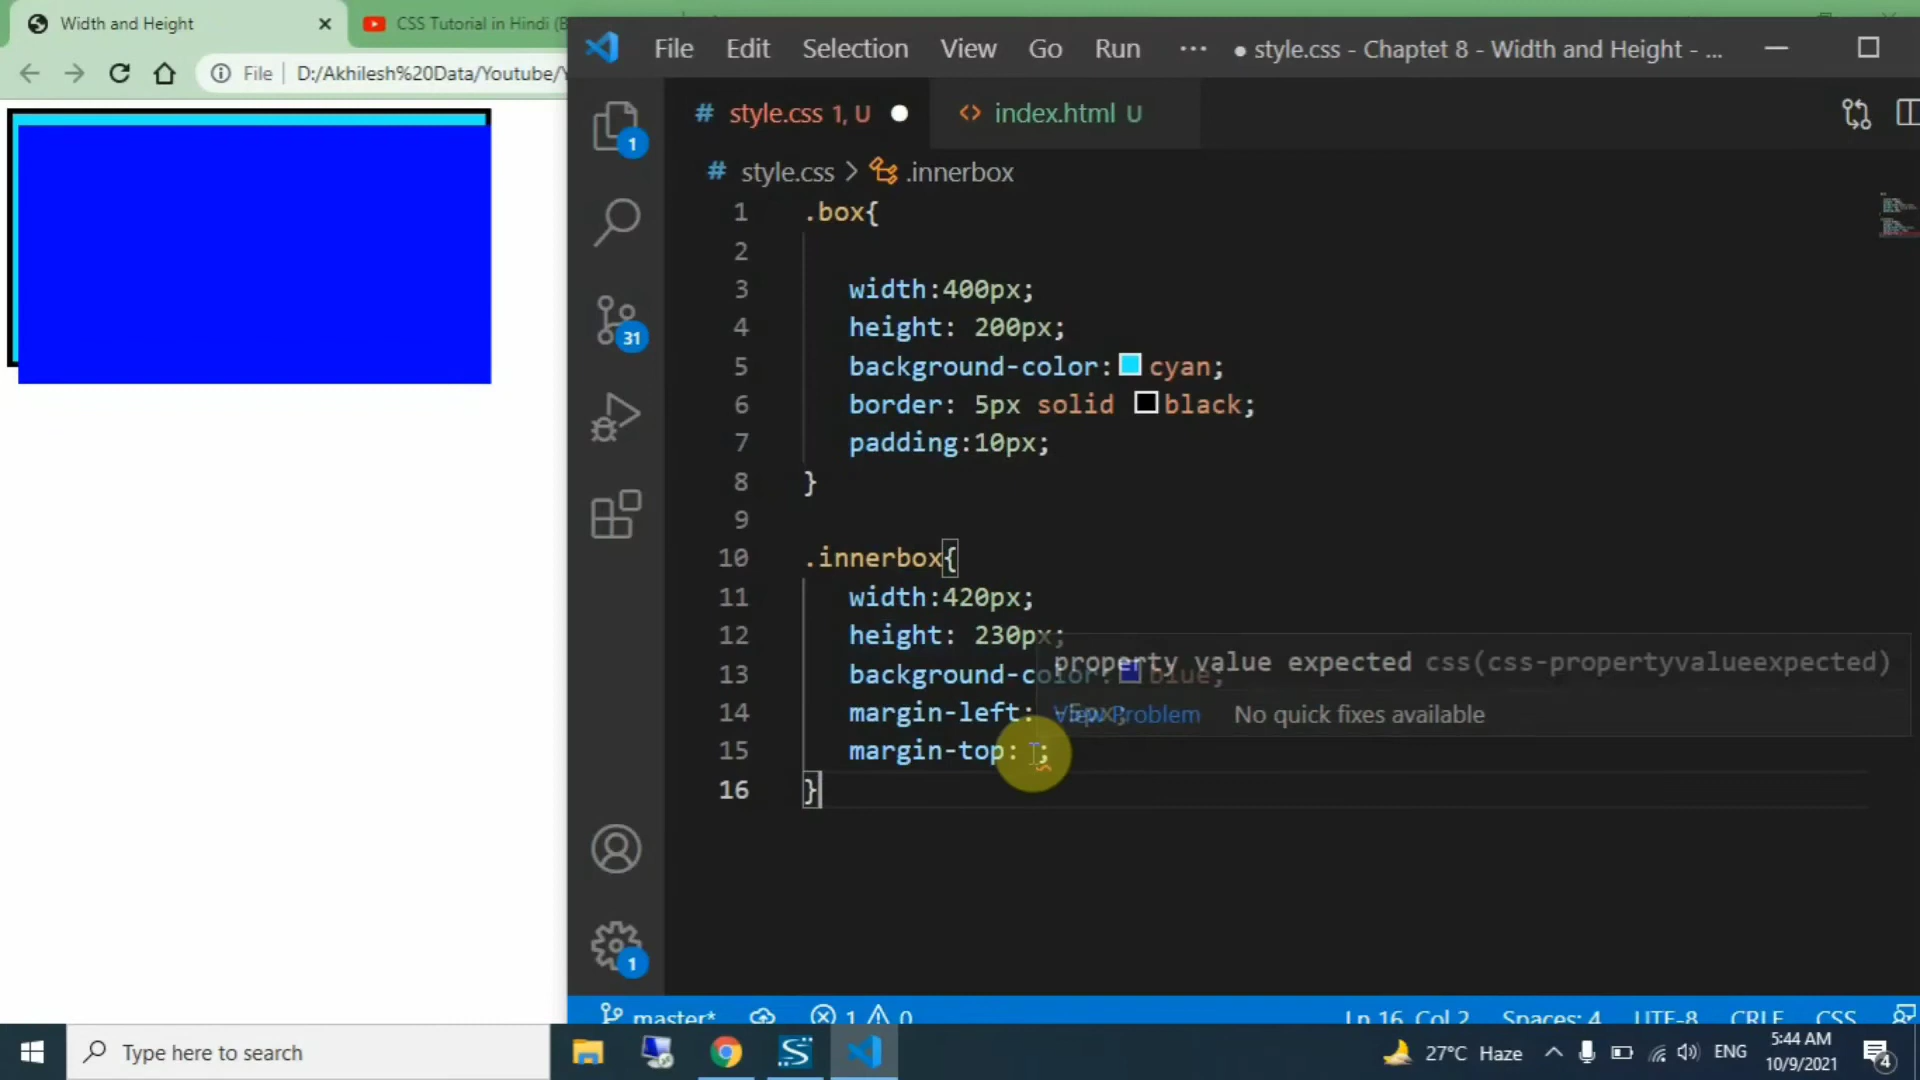 Width and Height
CSS Tutorial in Hindi (B
File Edit Selection View Go Run ··· ● style.css - Chaptet 8 - Width and Height - ...
File D:/Akhilesh%20Data/Youtube/Y
# style.css 1, U ●
<> index.html U
# style.css > .innerbox
1 .box{
2
3 width:400px;
4 height: 200px;
5 background-color: cyan;
6 border: 5px solid black;
7 padding:10px;
8 }
9
10 .innerbox{
11 width:420px;
12 height: 230px;
property value expected css(css-propertyvalueexpected)
13 background-color: blue;
14 margin-left: -5px;
View Problem No quick fixes available
15 margin-top: ;
16 }
1
31
1
master* 1 0
Ln 16, Col 2 Spaces: 4 UTF-8 CRLF CSS
Type here to search
27°C Haze
ENG
5:44 AM
10/9/2021
4